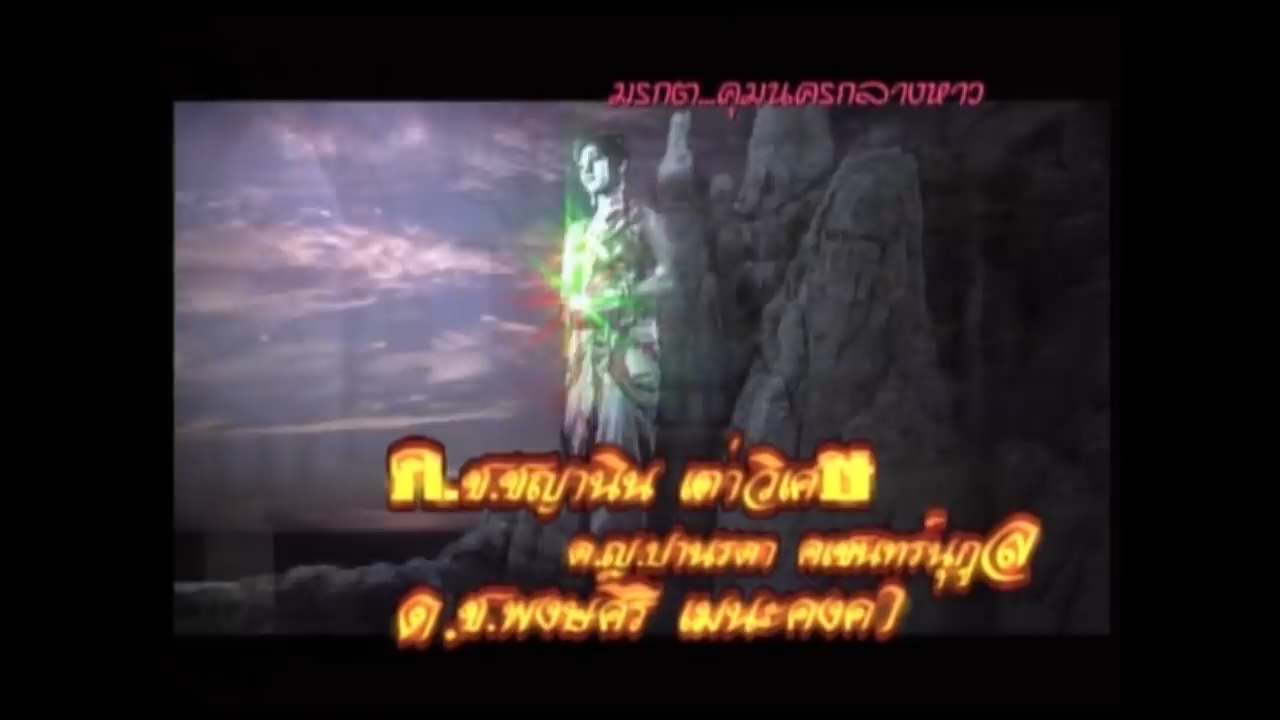 มรกต...คุมนครกลางหาว
ด.ช.ชญานิน เต่าวิเศษ
ด.ญ.ปานรดา คเชนทร์นุกูล
ด.ช.พงษศิริ เมนะคงคา